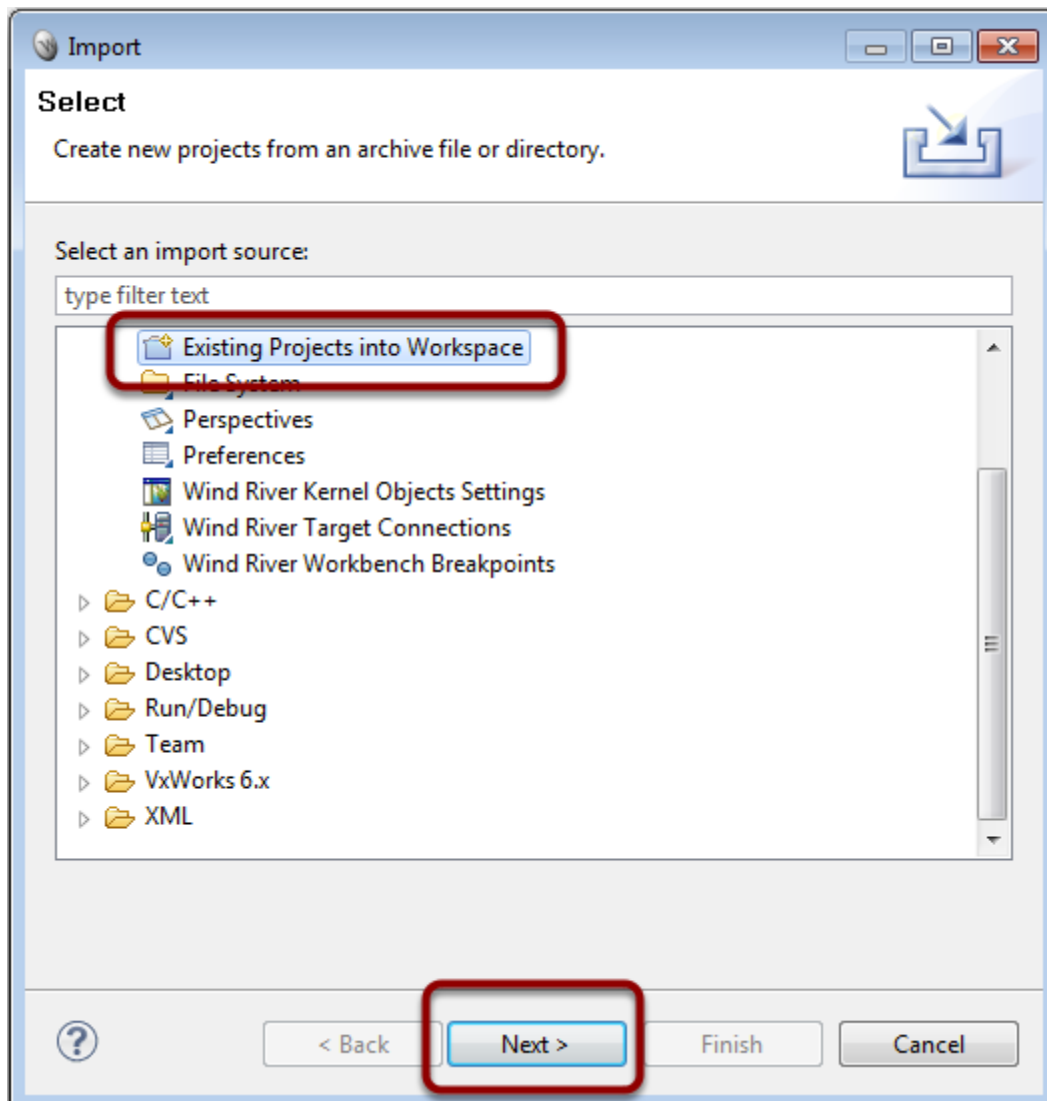 Import
Select
Create new projects from an archive file or directory.
Select an import source:
type filter text
Existing Projects into Workspace
File System
Perspectives
Preferences
Wind River Kernel Objects Settings
Wind River Target Connections
Wind River Workbench Breakpoints
C/C++
CVS
Desktop
Run/Debug
Team
VxWorks 6.x
XML
?
< Back Next > Finish Cancel